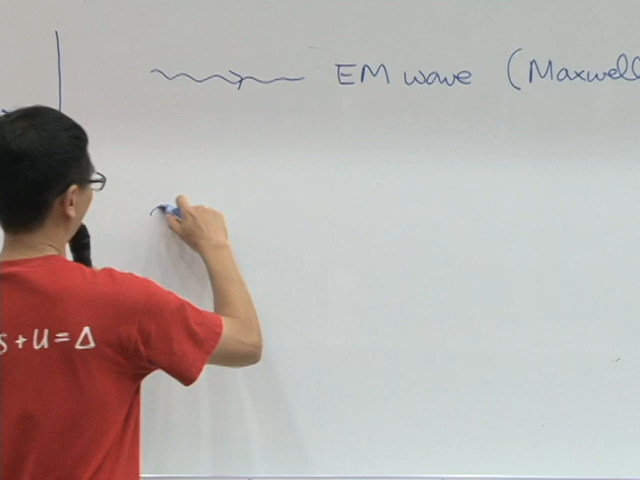 EM wave (Maxwell
s + u = Δ